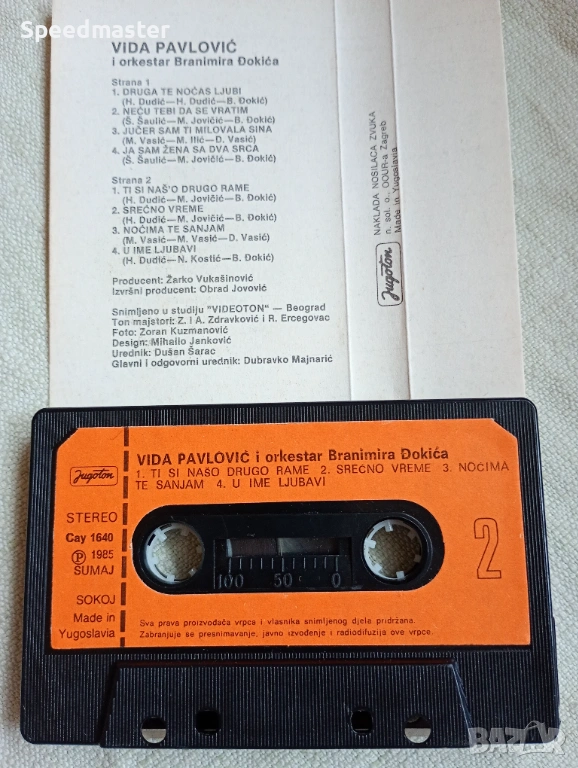 Speedmaster
VIDA PAVLOVIĆ
i orkestar Branimira Đokića
Strana 1
1. DRUGA TE NOĆAS LJUBI
(H. Dudić—H. Dudić—B. Đokić)
2. NEĆU TEBI DA SE VRATIM
(Š. Šaulić—M. Jovičić—B. Đokić)
3. JUČER SAM TI MILOVALA SINA
(M. Vasić—M. Ilić—D. Vasić)
4. JA SAM ŽENA SA DVA SRCA
(Š. Šaulić—M. Jovičić—B. Đokić)
Strana 2
1. TI SI NAŠ'O DRUGO RAME
(H. Dudić—M. Jovičić—B. Đokić)
2. SREĆNO VREME
(H. Dudić—M. Jovičić—B. Đokić)
3. NOĆIMA TE SANJAM
(M. Vasić—M. Vasić—D. Vasić)
4. U IME LJUBAVI
(H. Dudić—N. Kostić—B. Đokić)
Producent: Žarko Vukašinović
Izvršni producent: Obrad Jovović
Snimljeno u studiju "VIDEOTON" — Beograd
Ton majstori: Z. i A. Zdravković i R. Ercegovac
Foto: Zoran Kuzmanović
Design: Mihailo Janković
Urednik: Dušan Šarac
Glavni i odgovorni urednik: Dubravko Majnarić
Jugoton
NAKLADA NOSILACA ZVUKA
n. sol. o., OOUR-a Zagreb
Made in Yugoslavia
Jugoton
STEREO
Cay 1640
Ⓟ 1985
ŠUMAJ
SOKOJ
Made in
Yugoslavia
VIDA PAVLOVIĆ i orkestar Branimira Đokića
1. TI SI NAŠO DRUGO RAME 2. SREĆNO VREME 3. NOĆIMA
TE SANJAM 4. U IME LJUBAVI
100 50 0
2
Sva prava proizvođača vrpce i vlasnika snimljenog djela pridržana.
Zabranjuje se presnimavanje, javno izvođenje i radiodifuzija ove vrpce.
BAZAR